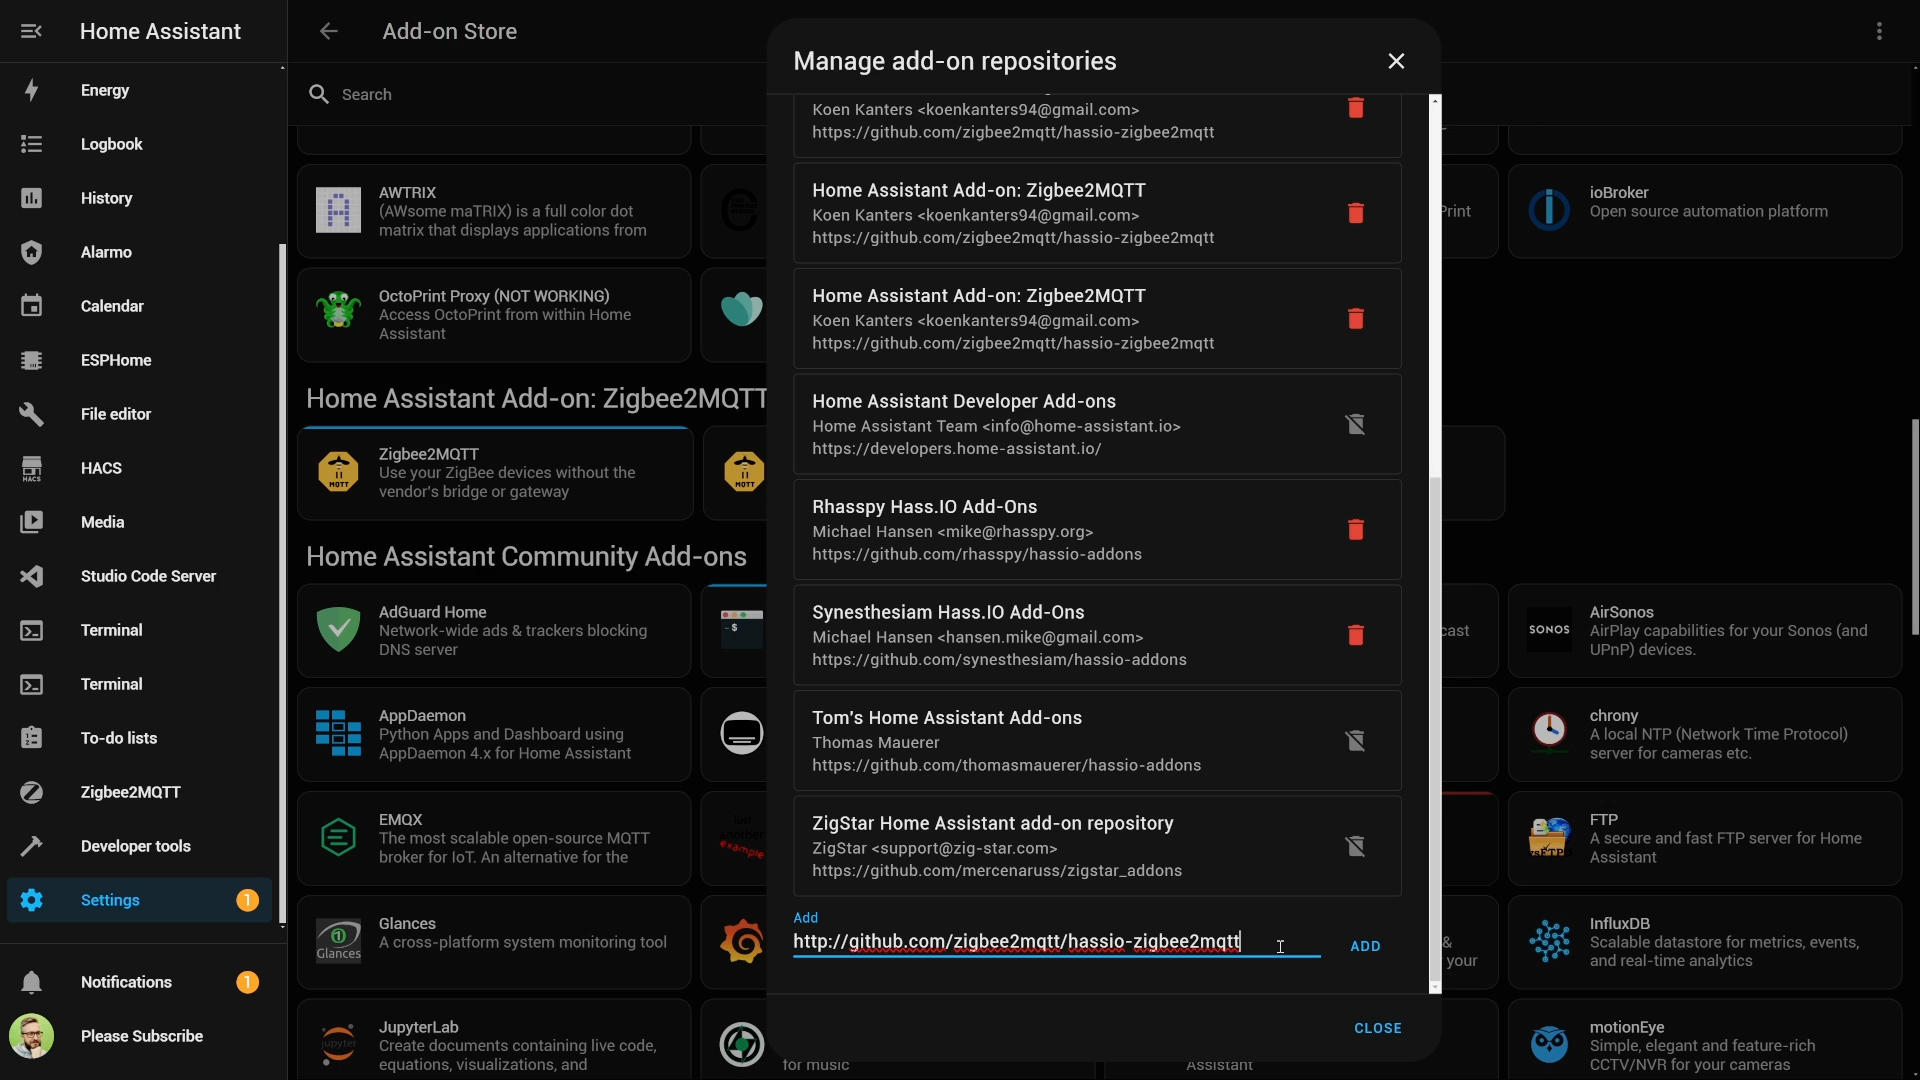 Home Assistant
Add-on Store
Manage add-on repositories
Energy
Logbook
History
Alarmo
Calendar
ESPHome
File editor
HACS
HACS
Media
Studio Code Server
Terminal
Terminal
To-do lists
Zigbee2MQTT
Developer tools
Settings
1
Notifications
1
Please Subscribe
Search
AWTRIX
(AWsome maTRIX) is a full color dot
matrix that displays applications from
OctoPrint Proxy (NOT WORKING)
Access OctoPrint from within Home
Assistant
Home Assistant Add-on: Zigbee2MQTT
MQTT
Zigbee2MQTT
Use your ZigBee devices without the
vendor's bridge or gateway
MQTT
Home Assistant Community Add-ons
AdGuard Home
Network-wide ads & trackers blocking
DNS server
~ $
AppDaemon
Python Apps and Dashboard using
AppDaemon 4.x for Home Assistant
EMQX
The most scalable open-source MQTT
broker for IoT. An alternative for the
just
another
example
Glances
Glances
A cross-platform system monitoring tool
jupyter
JupyterLab
Create documents containing live code,
equations, visualizations, and
for music
Koen Kanters <koenkanters94@gmail.com>
https://github.com/zigbee2mqtt/hassio-zigbee2mqtt
Home Assistant Add-on: Zigbee2MQTT
Koen Kanters <koenkanters94@gmail.com>
https://github.com/zigbee2mqtt/hassio-zigbee2mqtt
Home Assistant Add-on: Zigbee2MQTT
Koen Kanters <koenkanters94@gmail.com>
https://github.com/zigbee2mqtt/hassio-zigbee2mqtt
Home Assistant Developer Add-ons
Home Assistant Team <info@home-assistant.io>
https://developers.home-assistant.io/
Rhasspy Hass.IO Add-Ons
Michael Hansen <mike@rhasspy.org>
https://github.com/rhasspy/hassio-addons
Synesthesiam Hass.IO Add-Ons
Michael Hansen <hansen.mike@gmail.com>
https://github.com/synesthesiam/hassio-addons
Tom's Home Assistant Add-ons
Thomas Mauerer
https://github.com/thomasmauerer/hassio-addons
ZigStar Home Assistant add-on repository
ZigStar <support@zig-star.com>
https://github.com/mercenaruss/zigstar_addons
Add
http://github.com/zigbee2mqtt/hassio-zigbee2mqtt
ADD
CLOSE
Assistant
Print
cast
&
your
ioBroker
Open source automation platform
SONOS
AirSonos
AirPlay capabilities for your Sonos (and
UPnP) devices.
chrony
A local NTP (Network Time Protocol)
server for cameras etc.
FTP
A secure and fast FTP server for Home
Assistant
InfluxDB
Scalable datastore for metrics, events,
and real-time analytics
motionEye
Simple, elegant and feature-rich
CCTV/NVR for your cameras